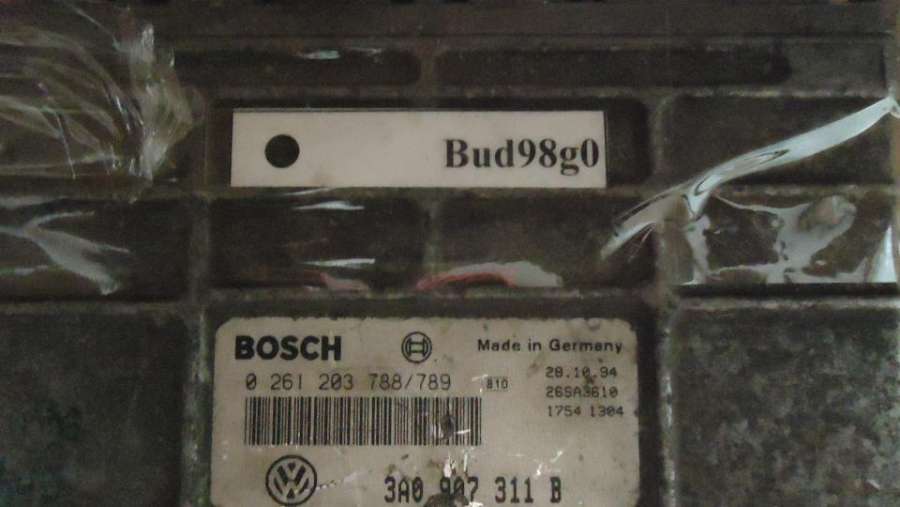 Bud98g0
BOSCH
Made in Germany
0 261 203 788/789
B10
28.10.94
26SA3610
1754 1304
3A0 907 311 B